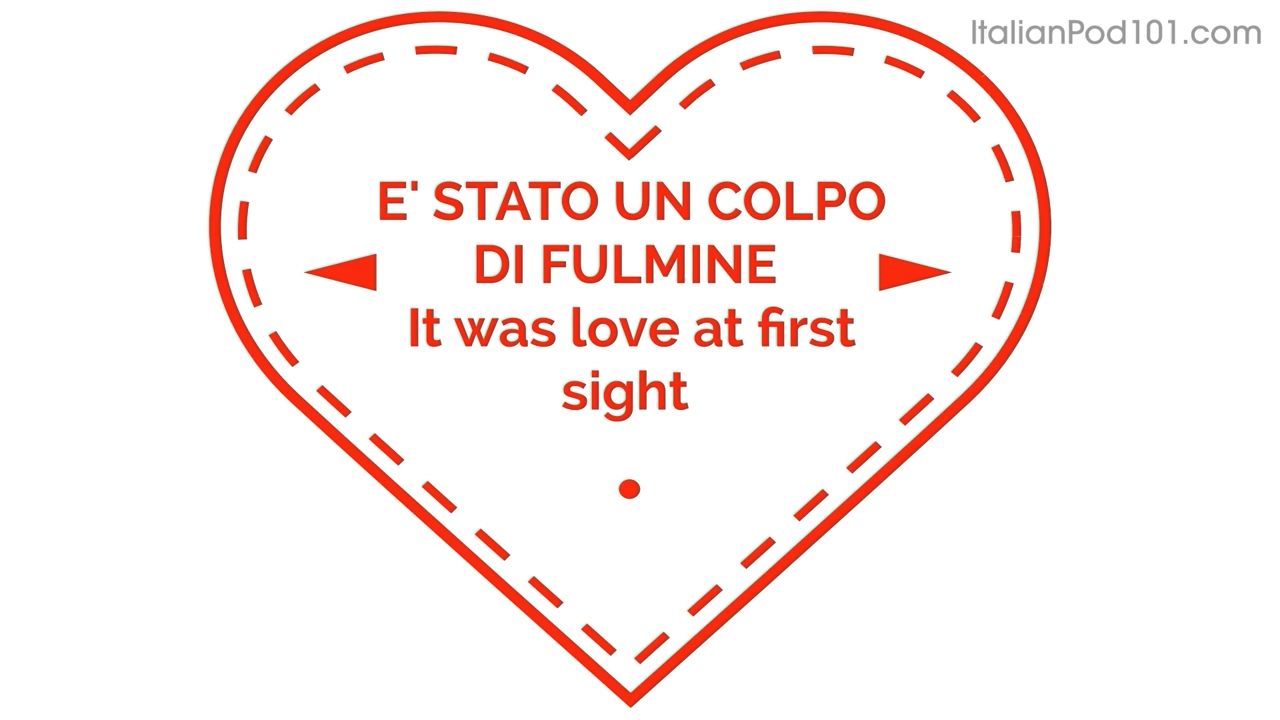 ItalianPod101.com
E' STATO UN COLPO
DI FULMINE
It was love at first
sight